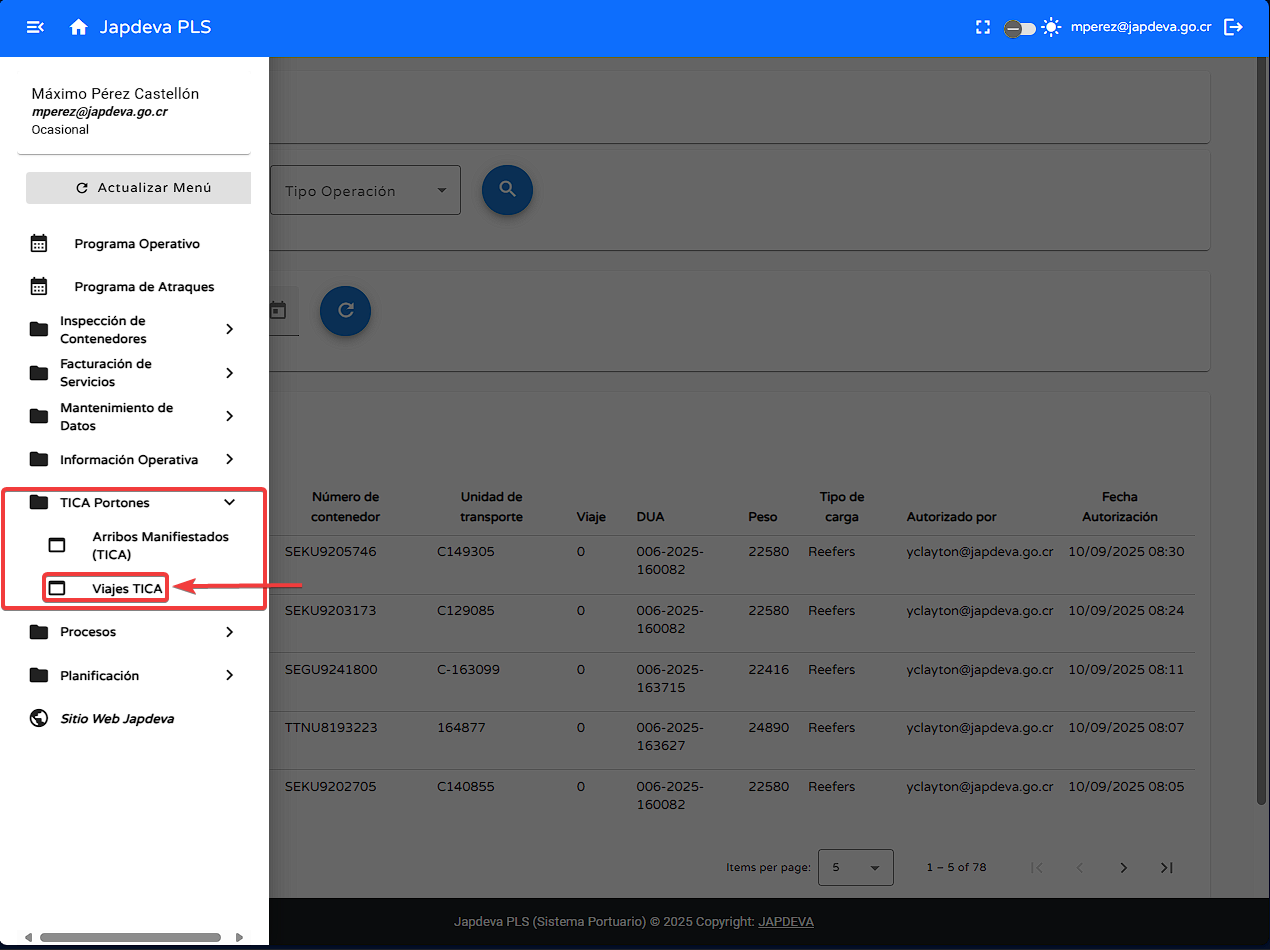 Japdeva PLS
mperez@japdeva.go.cr
Máximo Pérez Castellón
mperez@japdeva.go.cr
Ocasional
Actualizar Menú
Programa Operativo
Programa de Atraques
Inspección de
Contenedores
Facturación de
Servicios
Mantenimiento de
Datos
Información Operativa
TICA Portones
Arribos Manifiestados
(TICA)
Viajes TICA
Procesos
Planificación
Sitio Web Japdeva
Tipo Operación
Número de
contenedor
Unidad de
transporte
Viaje
DUA
Peso
Tipo de
carga
Autorizado por
Fecha
Autorización
SEKU9205746 C149305 0 006-2025- 22580 Reefers yclayton@japdeva.go.cr 10/09/2025 08:30
160082
SEKU9203173 C129085 0 006-2025- 22580 Reefers yclayton@japdeva.go.cr 10/09/2025 08:24
160082
SEGU9241800 C-163099 0 006-2025- 22416 Reefers yclayton@japdeva.go.cr 10/09/2025 08:11
163715
TTNU8193223 164877 0 006-2025- 24890 Reefers yclayton@japdeva.go.cr 10/09/2025 08:07
163627
SEKU9202705 C140855 0 006-2025- 22580 Reefers yclayton@japdeva.go.cr 10/09/2025 08:05
160082
Items per page: 5 1 – 5 of 78
Japdeva PLS (Sistema Portuario) © 2025 Copyright: JAPDEVA